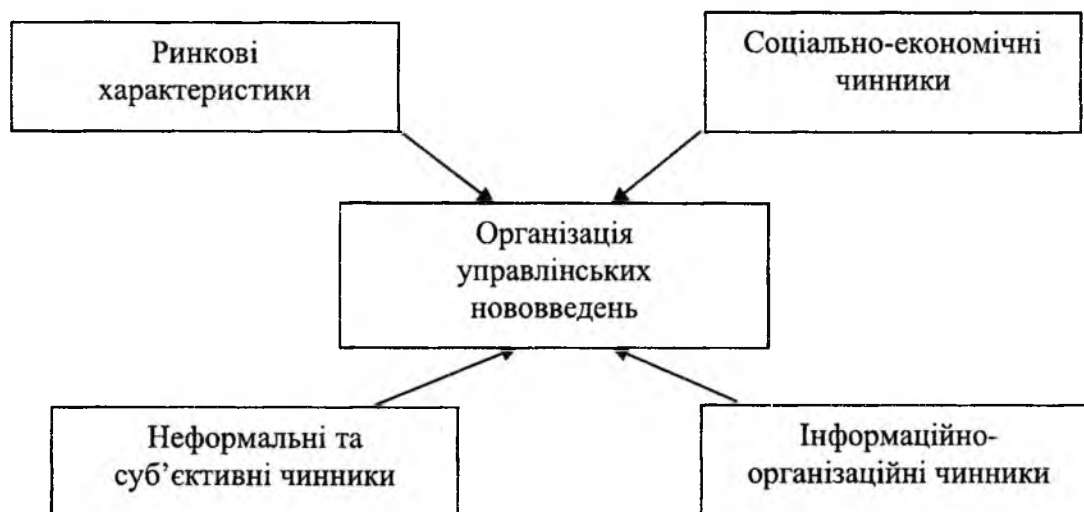 Ринкові
характеристики
Соціально-економічні
чинники
Організація
управлінських
нововведень
Неформальні та
суб’єктивні чинники
Інформаційно-
організаційні чинники